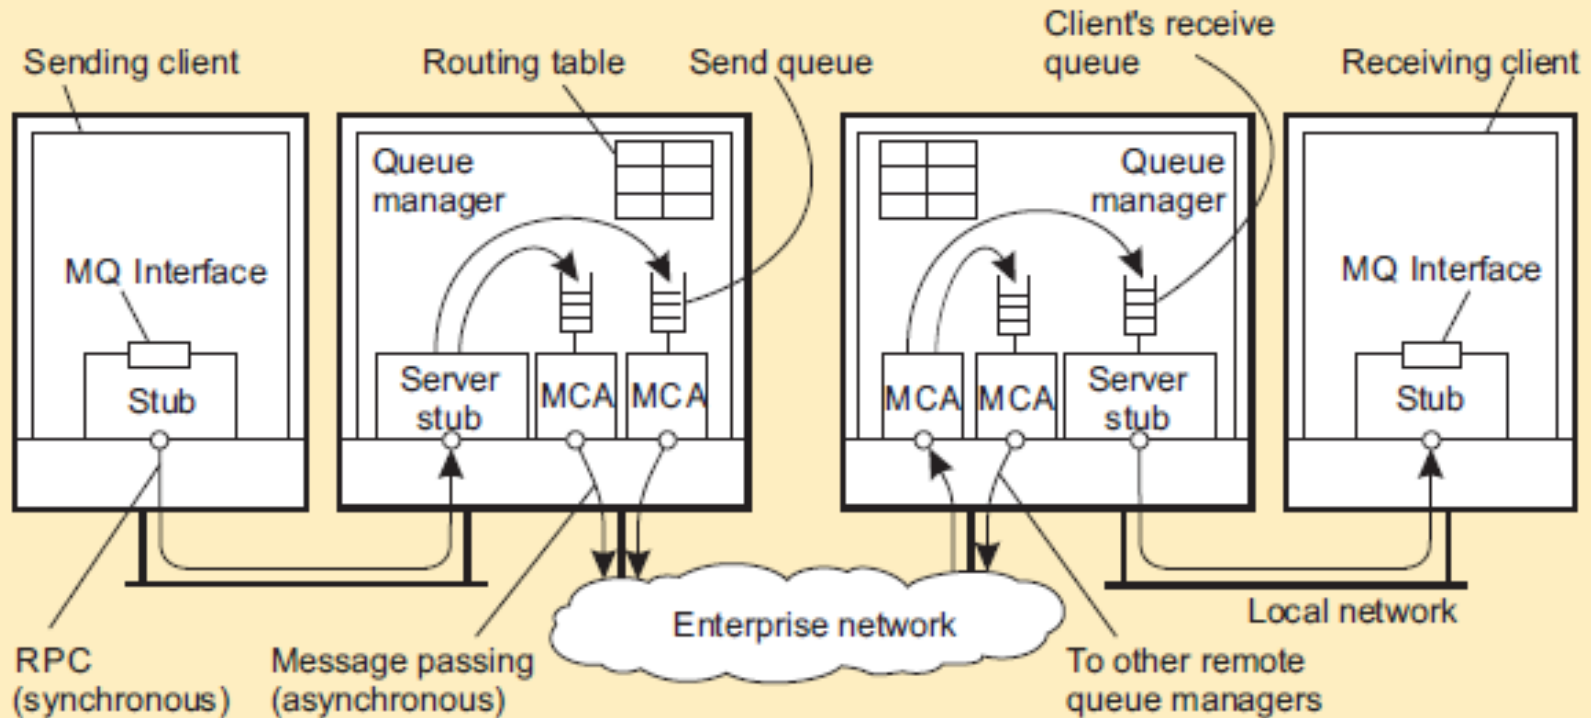 Sending client
Routing table
Send queue
Client's receive
queue
Receiving client
Queue
manager
MQ Interface
Stub
Server
stub
MCA
MCA
Queue
manager
MCA
MCA
Server
stub
MQ Interface
Stub
Enterprise network
Local network
RPC
(synchronous)
Message passing
(asynchronous)
To other remote
queue managers